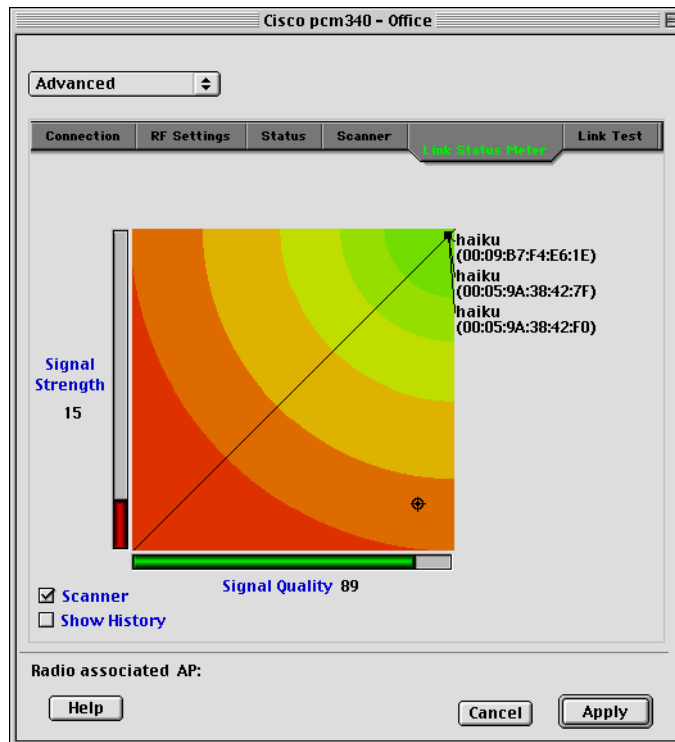 Cisco pcm340 - Office
Advanced
Connection
RF Settings
Status
Scanner
Link Status Meter
Link Test
haiku
(00:09:B7:F4:E6:1E)
haiku
(00:05:9A:38:42:7F)
haiku
(00:05:9A:38:42:F0)
Signal
Strength
15
Signal Quality 89
Scanner
Show History
Radio associated AP:
Help
Cancel
Apply